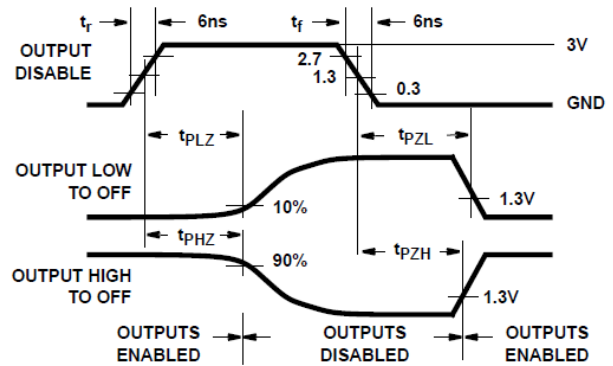 tr 6ns tf 6ns
OUTPUT
DISABLE
3V
2.7
1.3
0.3
GND
tPLZ tPZL
OUTPUT LOW
TO OFF
10%
1.3V
tPHZ
90%
tPZH
OUTPUT HIGH
TO OFF
1.3V
OUTPUTS
ENABLED
OUTPUTS
DISABLED
OUTPUTS
ENABLED